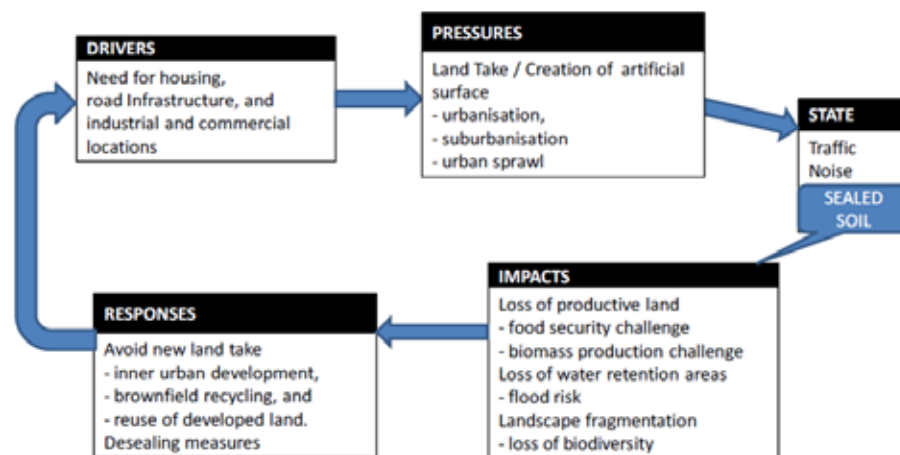 DRIVERS
Need for housing,
road Infrastructure, and
industrial and commercial
locations
PRESSURES
Land Take / Creation of artificial
surface
- urbanisation,
- suburbanisation
- urban sprawl
STATE
Traffic
Noise
SEALED
SOIL
IMPACTS
Loss of productive land
- food security challenge
- biomass production challenge
Loss of water retention areas
- flood risk
Landscape fragmentation
- loss of biodiversity
RESPONSES
Avoid new land take
- inner urban development,
- brownfield recycling, and
- reuse of developed land.
Desealing measures